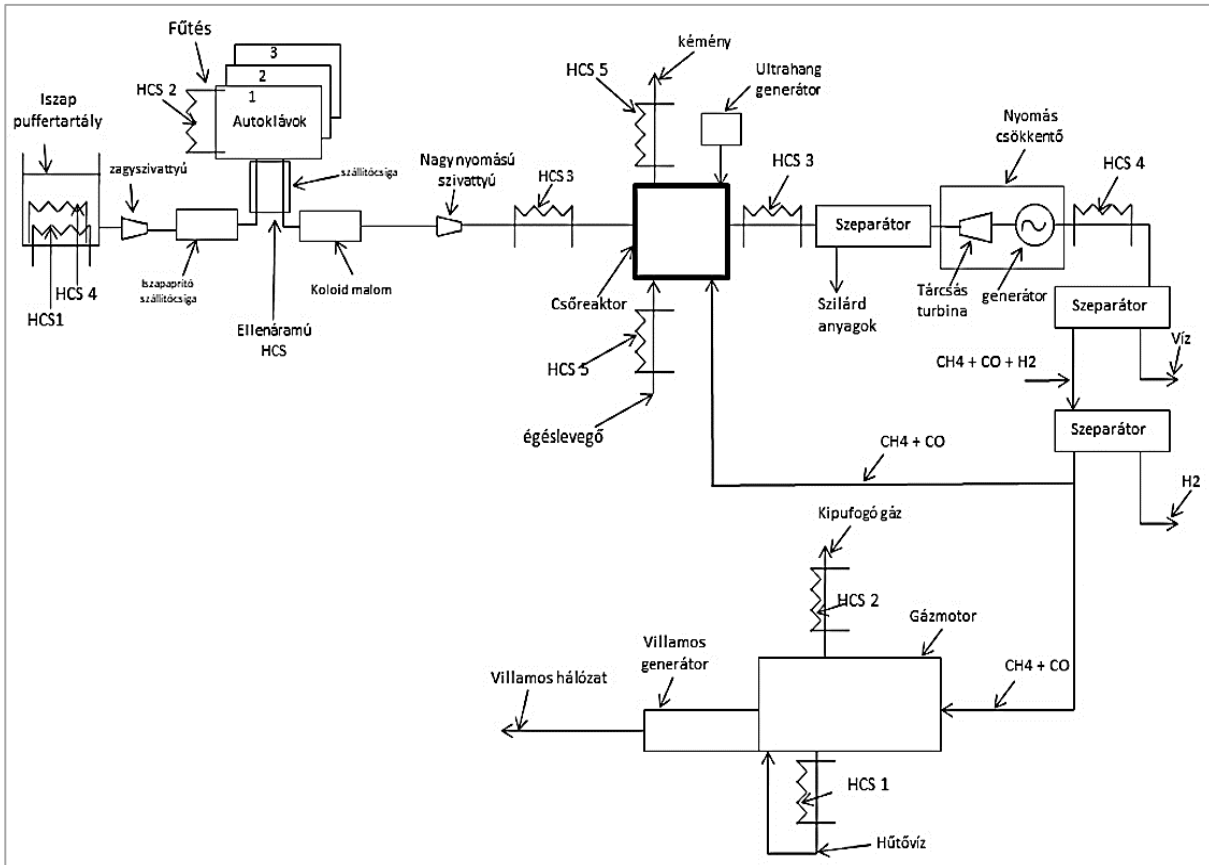 Fűtés
3
2
1
Autoklávok
HCS 2
Iszap
puffertartály
zagyszivattyú
HCS 4
HCS1
Iszapaprító
szállítócsiga
szállítócsiga
Ellenáramú
HCS
Koloid malom
Nagynyomású
szivattyú
HCS 3
HCS 5
kémény
Ultrahang
generátor
Csőreaktor
HCS 5
égéslevegő
HCS 3
Szeparátor
Szilárd
anyagok
Nyomás
csökkentő
Tárcsás
turbina
generátor
HCS 4
Szeparátor
Víz
CH4 + CO + H2
Szeparátor
H2
CH4 + CO
Kipufogó gáz
HCS 2
Gázmotor
Villamos
generátor
Villamos hálózat
CH4 + CO
HCS 1
Hűtővíz